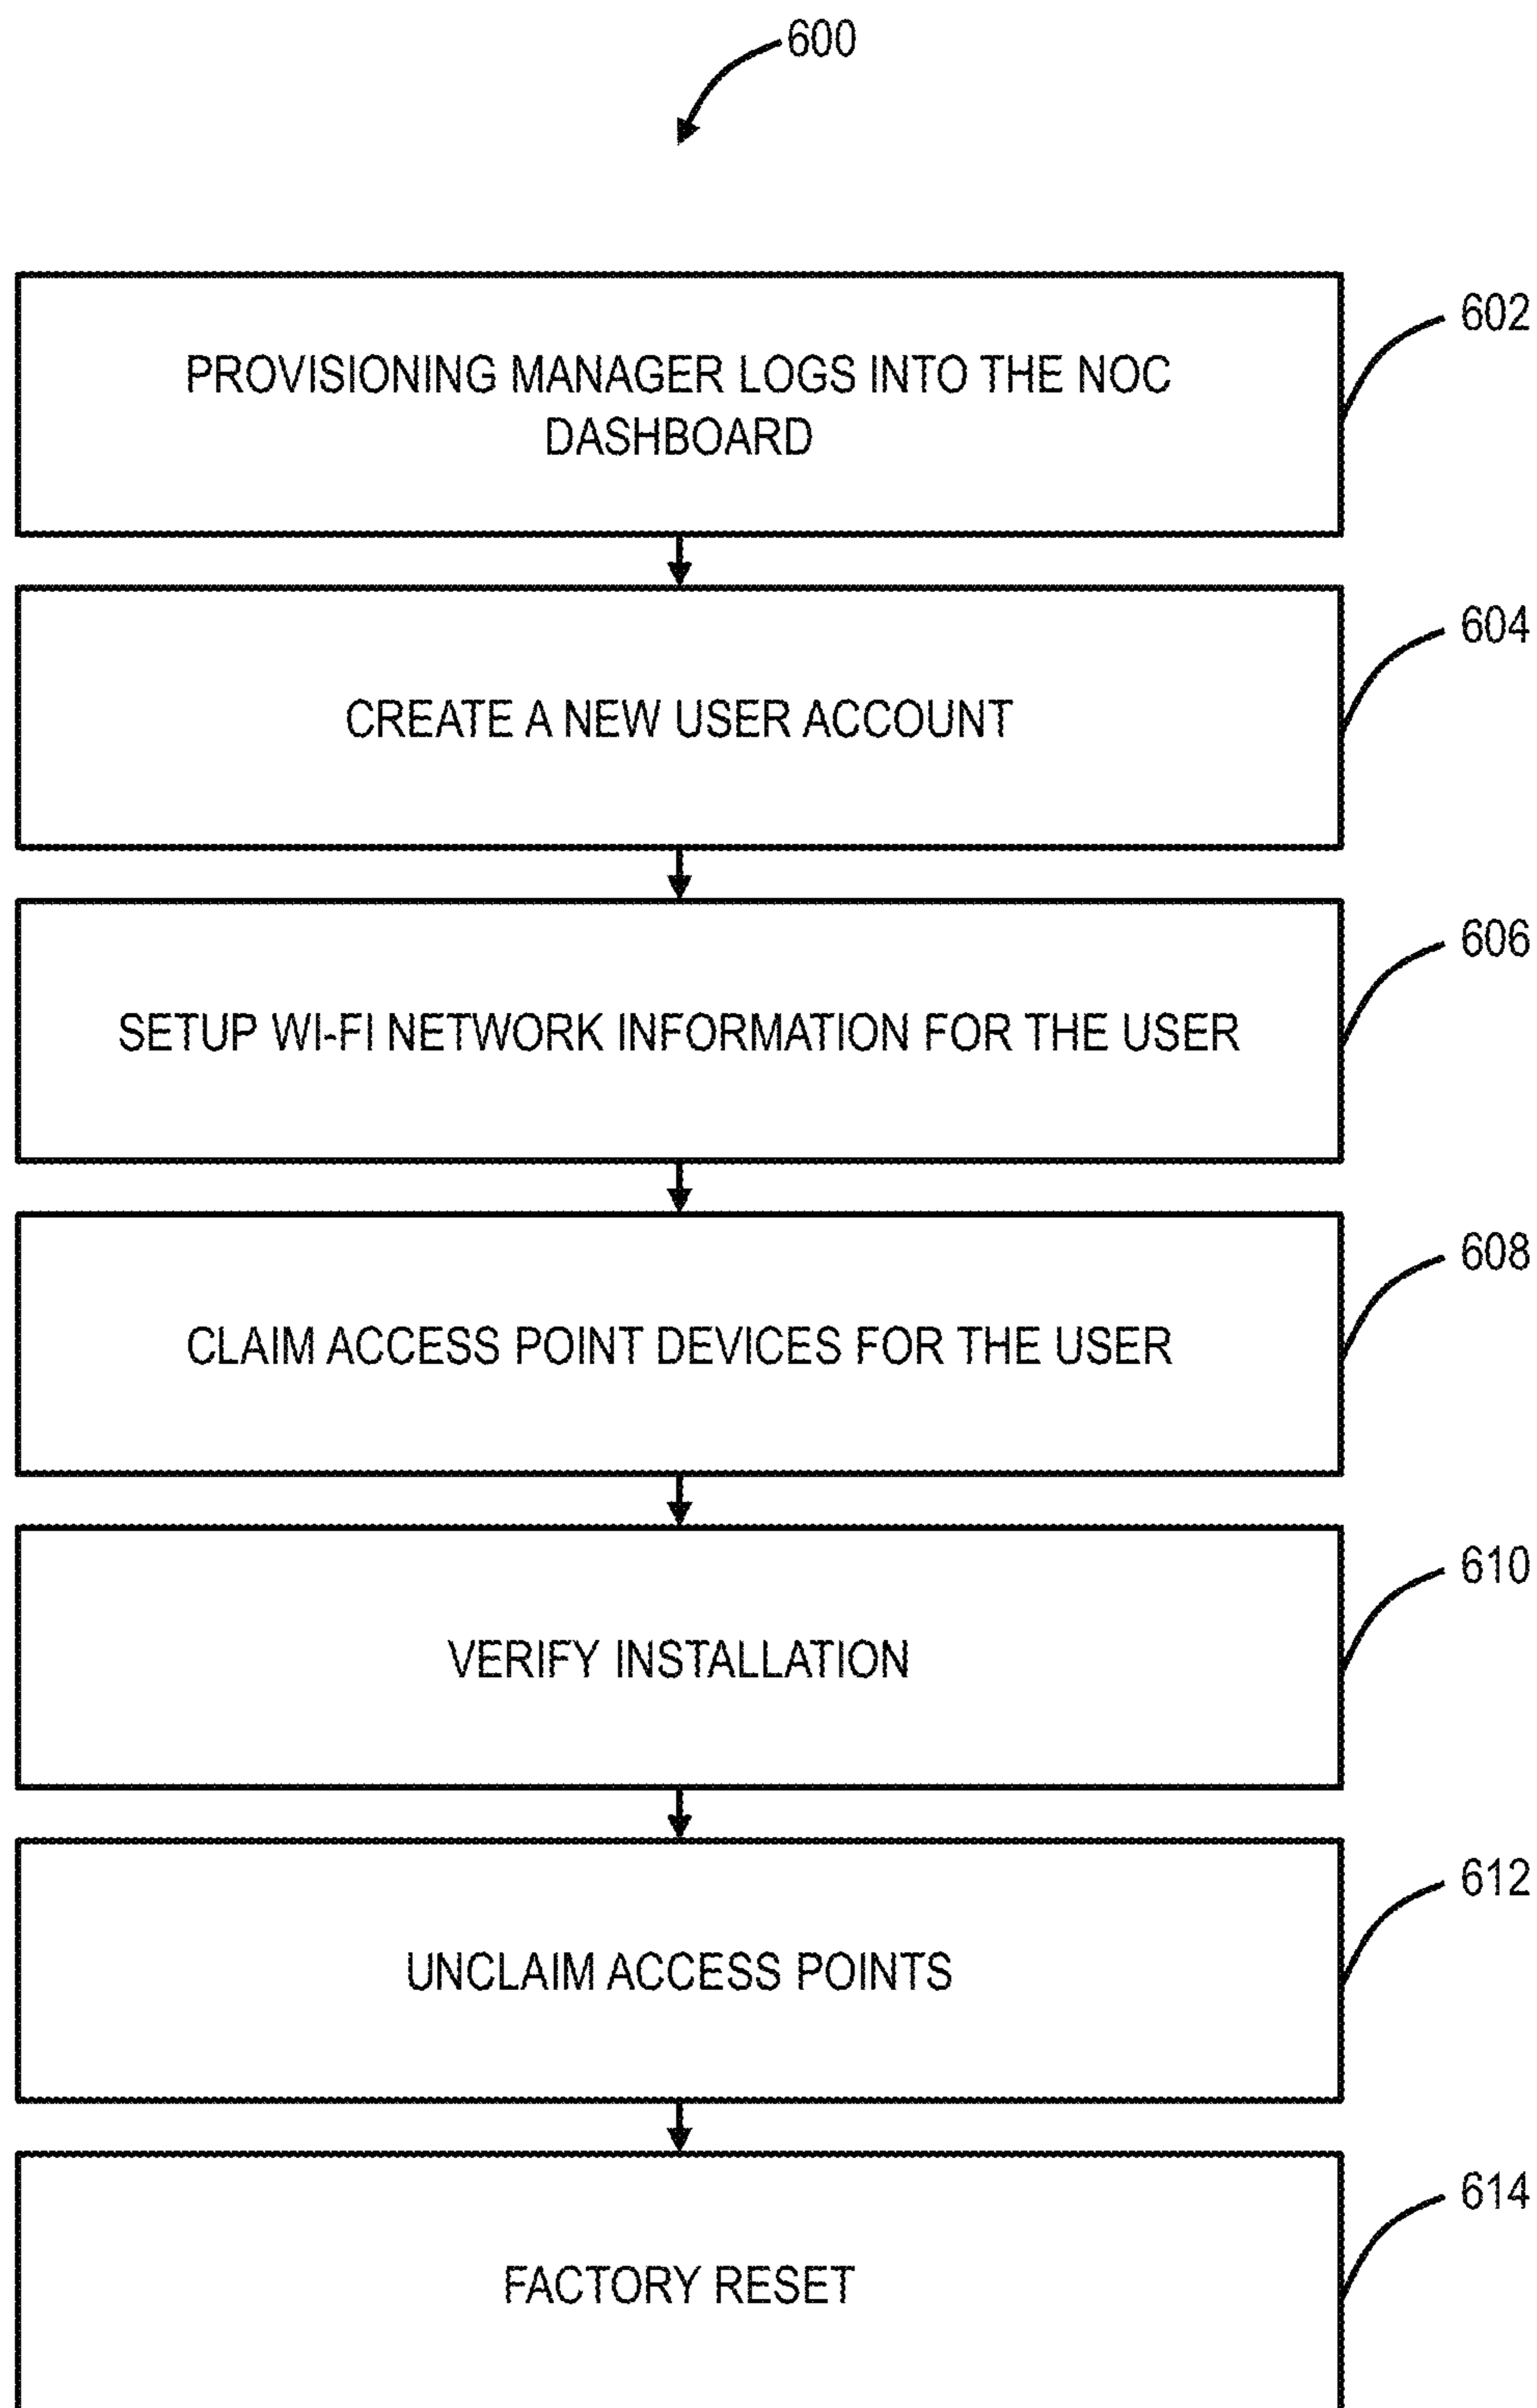 600
602
PROVISIONING MANAGER LOGS INTO THE NOC
DASHBOARD
604
CREATE A NEW USER ACCOUNT
606
SETUP WI-FI NETWORK INFORMATION FOR THE USER
608
CLAIM ACCESS POINT DEVICES FOR THE USER
610
VERIFY INSTALLATION
612
UNCLAIM ACCESS POINTS
614
FACTORY RESET